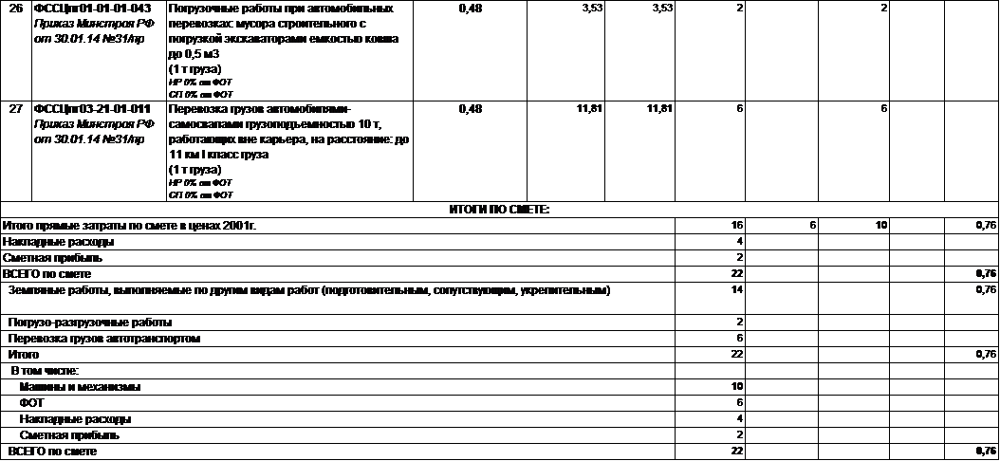 26 ФССЦпг01-01-01-043 Погрузочные работы при автомобильных 0,48 3,53 3,53 2 2
Приказ Минстроя РФ перевозках: мусора строительного с
от 30.01.14 №31/пр погрузкой экскаваторами емкостью ковша
до 0,5 м3
(1 т груза)
НР 0% от ФОТ
СП 0% от ФОТ
27 ФССЦпг03-21-01-011 Перевозка грузов автомобилями- 0,48 11,81 11,81 6 6
Приказ Минстроя РФ самосвалами грузоподъемностью 10 т,
от 30.01.14 №31/пр работающих вне карьера, на расстояние: до
11 км I класс груза
(1 т груза)
НР 0% от ФОТ
СП 0% от ФОТ
ИТОГИ ПО СМЕТЕ:
Итого прямые затраты по смете в ценах 2001г. 16 6 10 0,76
Накладные расходы 4
Сметная прибыль 2
ВСЕГО по смете 22 0,76
Земляные работы, выполняемые по другим видам работ (подготовительным, сопутствующим, укрепительным) 14 0,76
Погрузо-разгрузочные работы 2
Перевозка грузов автотранспортом 6
Итого 22 0,76
В том числе:
Машины и механизмы 10
ФОТ 6
Накладные расходы 4
Сметная прибыль 2
ВСЕГО по смете 22 0,76